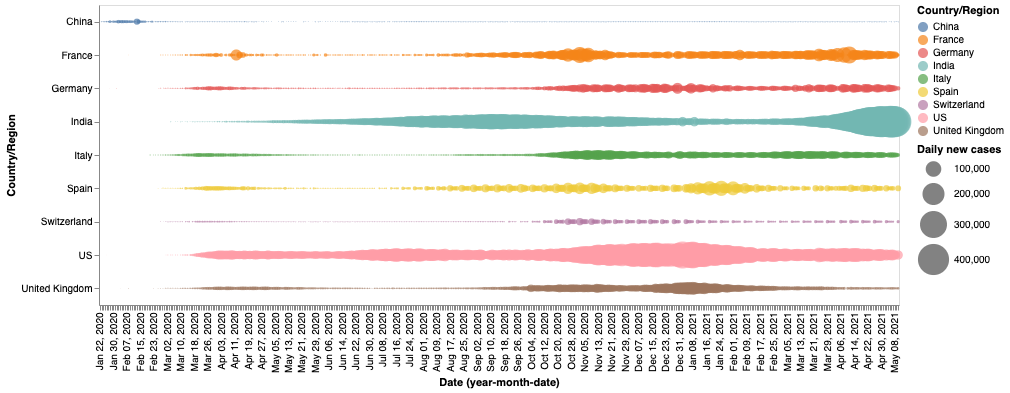 Country/Region
China
France
Germany
India
Italy
Spain
Switzerland
US
United Kingdom
Jan 22, 2020
Jan 30, 2020
Feb 07, 2020
Feb 15, 2020
Feb 23, 2020
Mar 02, 2020
Mar 10, 2020
Mar 18, 2020
Mar 26, 2020
Apr 03, 2020
Apr 11, 2020
Apr 19, 2020
Apr 27, 2020
May 05, 2020
May 13, 2020
May 21, 2020
May 29, 2020
Jun 06, 2020
Jun 14, 2020
Jun 22, 2020
Jun 30, 2020
Jul 08, 2020
Jul 16, 2020
Jul 24, 2020
Aug 01, 2020
Aug 09, 2020
Aug 17, 2020
Aug 25, 2020
Sep 02, 2020
Sep 10, 2020
Sep 18, 2020
Sep 26, 2020
Oct 04, 2020
Oct 12, 2020
Oct 20, 2020
Oct 28, 2020
Nov 05, 2020
Nov 13, 2020
Nov 21, 2020
Nov 29, 2020
Dec 07, 2020
Dec 15, 2020
Dec 23, 2020
Dec 31, 2020
Jan 08, 2021
Jan 16, 2021
Jan 24, 2021
Feb 01, 2021
Feb 09, 2021
Feb 17, 2021
Feb 25, 2021
Mar 05, 2021
Mar 13, 2021
Mar 21, 2021
Mar 29, 2021
Apr 06, 2021
Apr 14, 2021
Apr 22, 2021
Apr 30, 2021
May 08, 2021
Date (year-month-date)
Country/Region
China
France
Germany
India
Italy
Spain
Switzerland
US
United Kingdom
Daily new cases
100,000
200,000
300,000
400,000